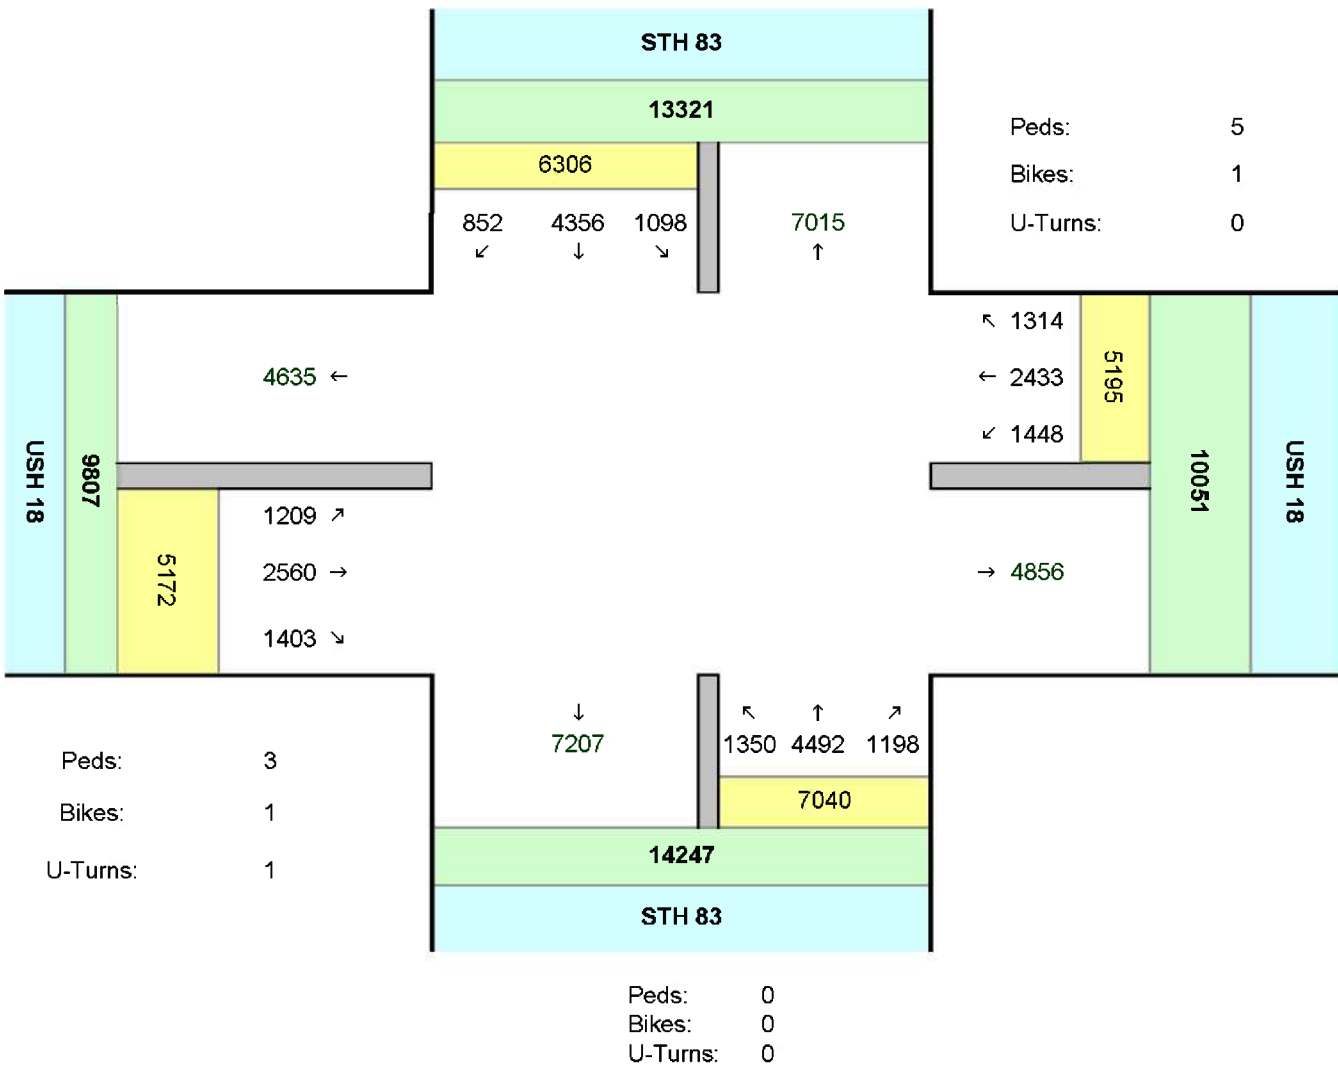 STH 83
13321
6306
852 4356 1098 7015
↙ ↓ ↘ ↑
Peds: 5
Bikes: 1
U-Turns: 0
↖ 1314
← 2433
↙ 1448
5195
10051
USH 18
4635 ←
USH 18
9807
5172
1209 ↗
2560 →
1403 ↘
→ 4856
↓
7207
↖ ↑ ↗
1350 4492 1198
7040
14247
STH 83
Peds: 3
Bikes: 1
U-Turns: 1
Peds: 0
Bikes: 0
U-Turns: 0